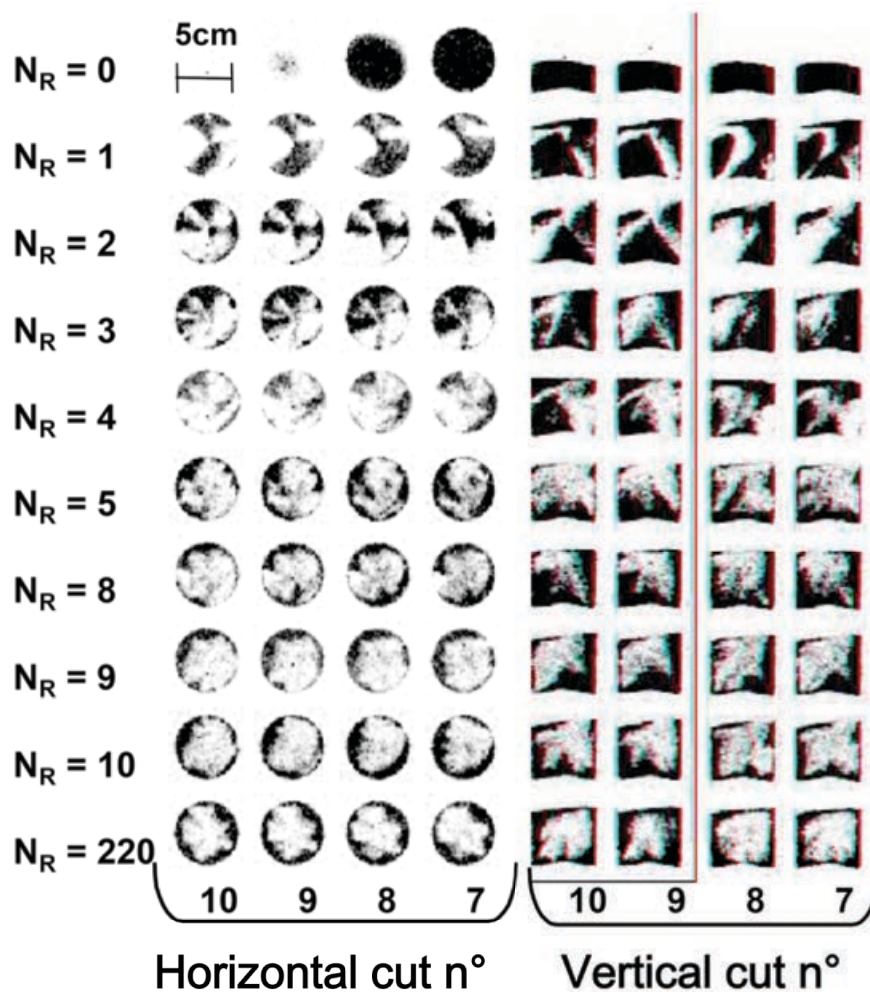 5cm
N_R = 0
N_R = 1
N_R = 2
N_R = 3
N_R = 4
N_R = 5
N_R = 8
N_R = 9
N_R = 10
N_R = 220
10 9 8 7 10 9 8 7
Horizontal cut n° Vertical cut n°